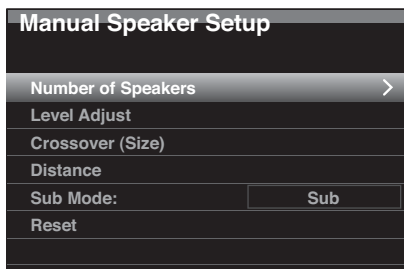 Manual Speaker Setup
Number of Speakers
Level Adjust
Crossover (Size)
Distance
Sub Mode: Sub
Reset